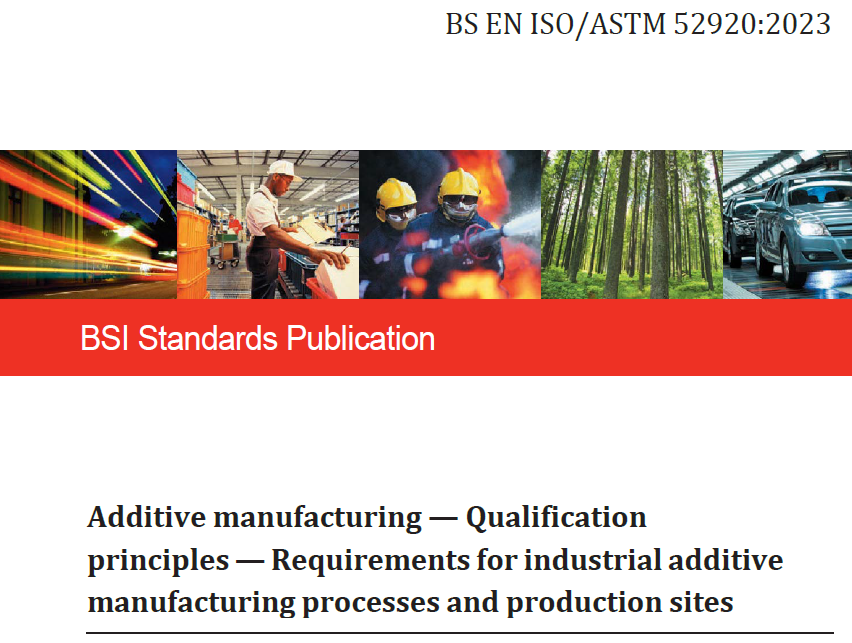 BS EN ISO/ASTM 52920:2023
BSI Standards Publication
Additive manufacturing — Qualification
principles — Requirements for industrial additive
manufacturing processes and production sites